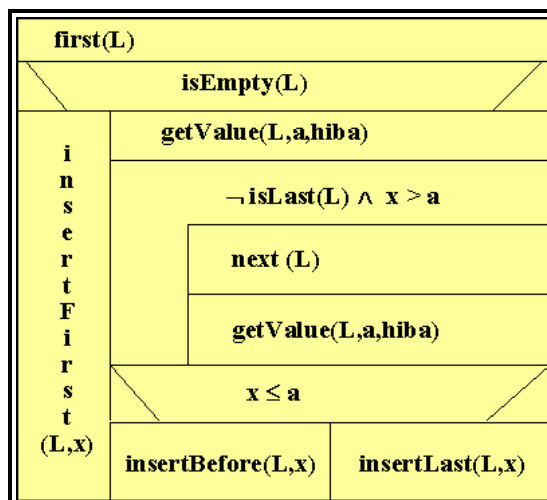 first(L)
isEmpty(L)
insertFirst
(L,x)
getValue(L,a,hiba)
¬ isLast(L) ∧ x > a
next (L)
getValue(L,a,hiba)
x ≤ a
insertBefore(L,x)
insertLast(L,x)